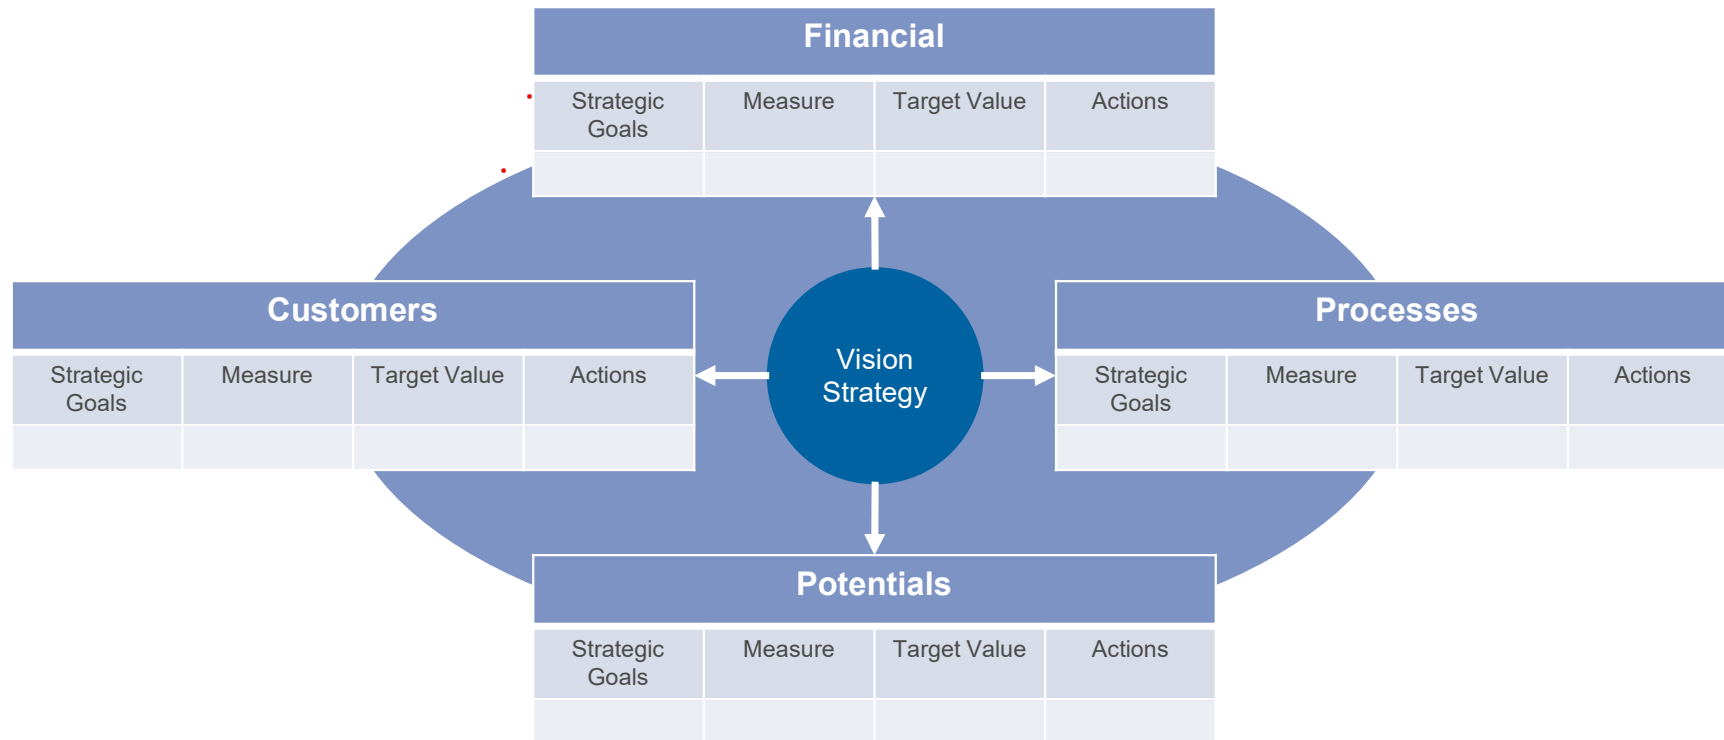 Financial
Strategic Goals
Measure
Target Value
Actions
Customers
Strategic Goals
Measure
Target Value
Actions
Vision
Strategy
Processes
Strategic Goals
Measure
Target Value
Actions
Potentials
Strategic Goals
Measure
Target Value
Actions